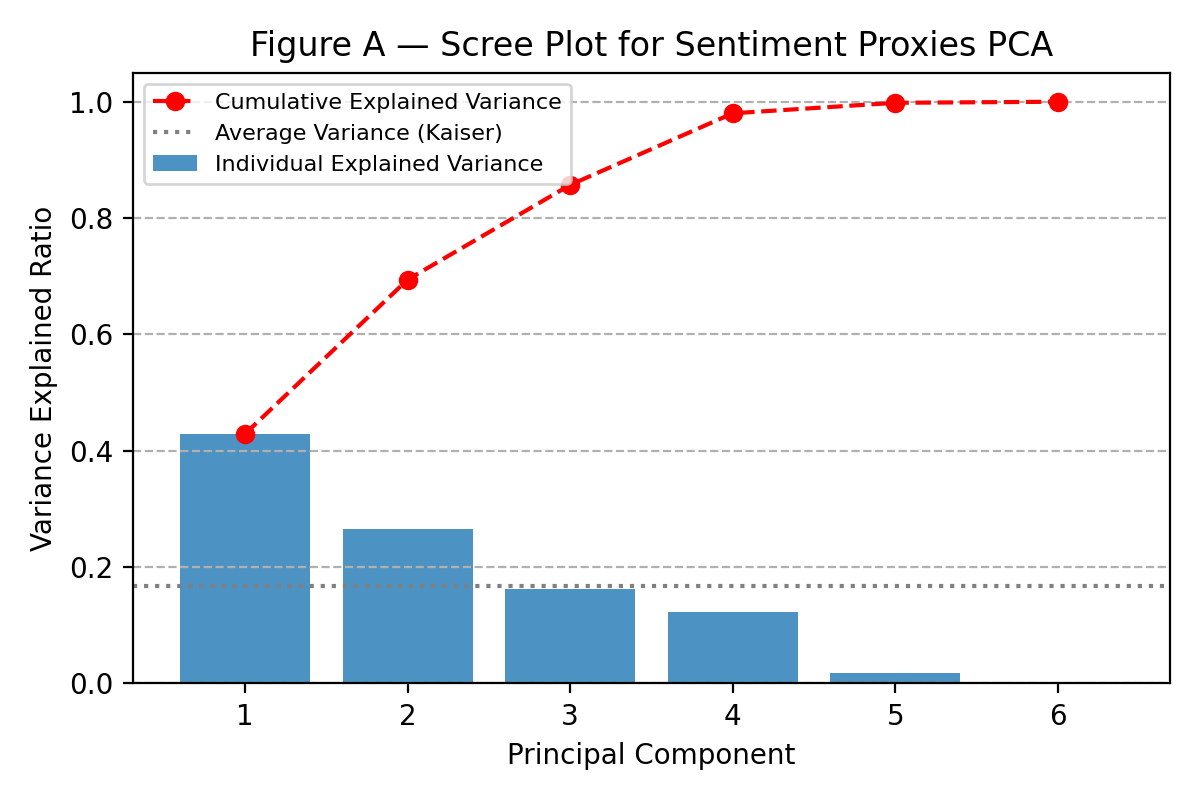 Figure A — Scree Plot for Sentiment Proxies PCA
Cumulative Explained Variance
Average Variance (Kaiser)
Individual Explained Variance
Variance Explained Ratio
1.0
0.8
0.6
0.4
0.2
0.0
1 2 3 4 5 6
Principal Component